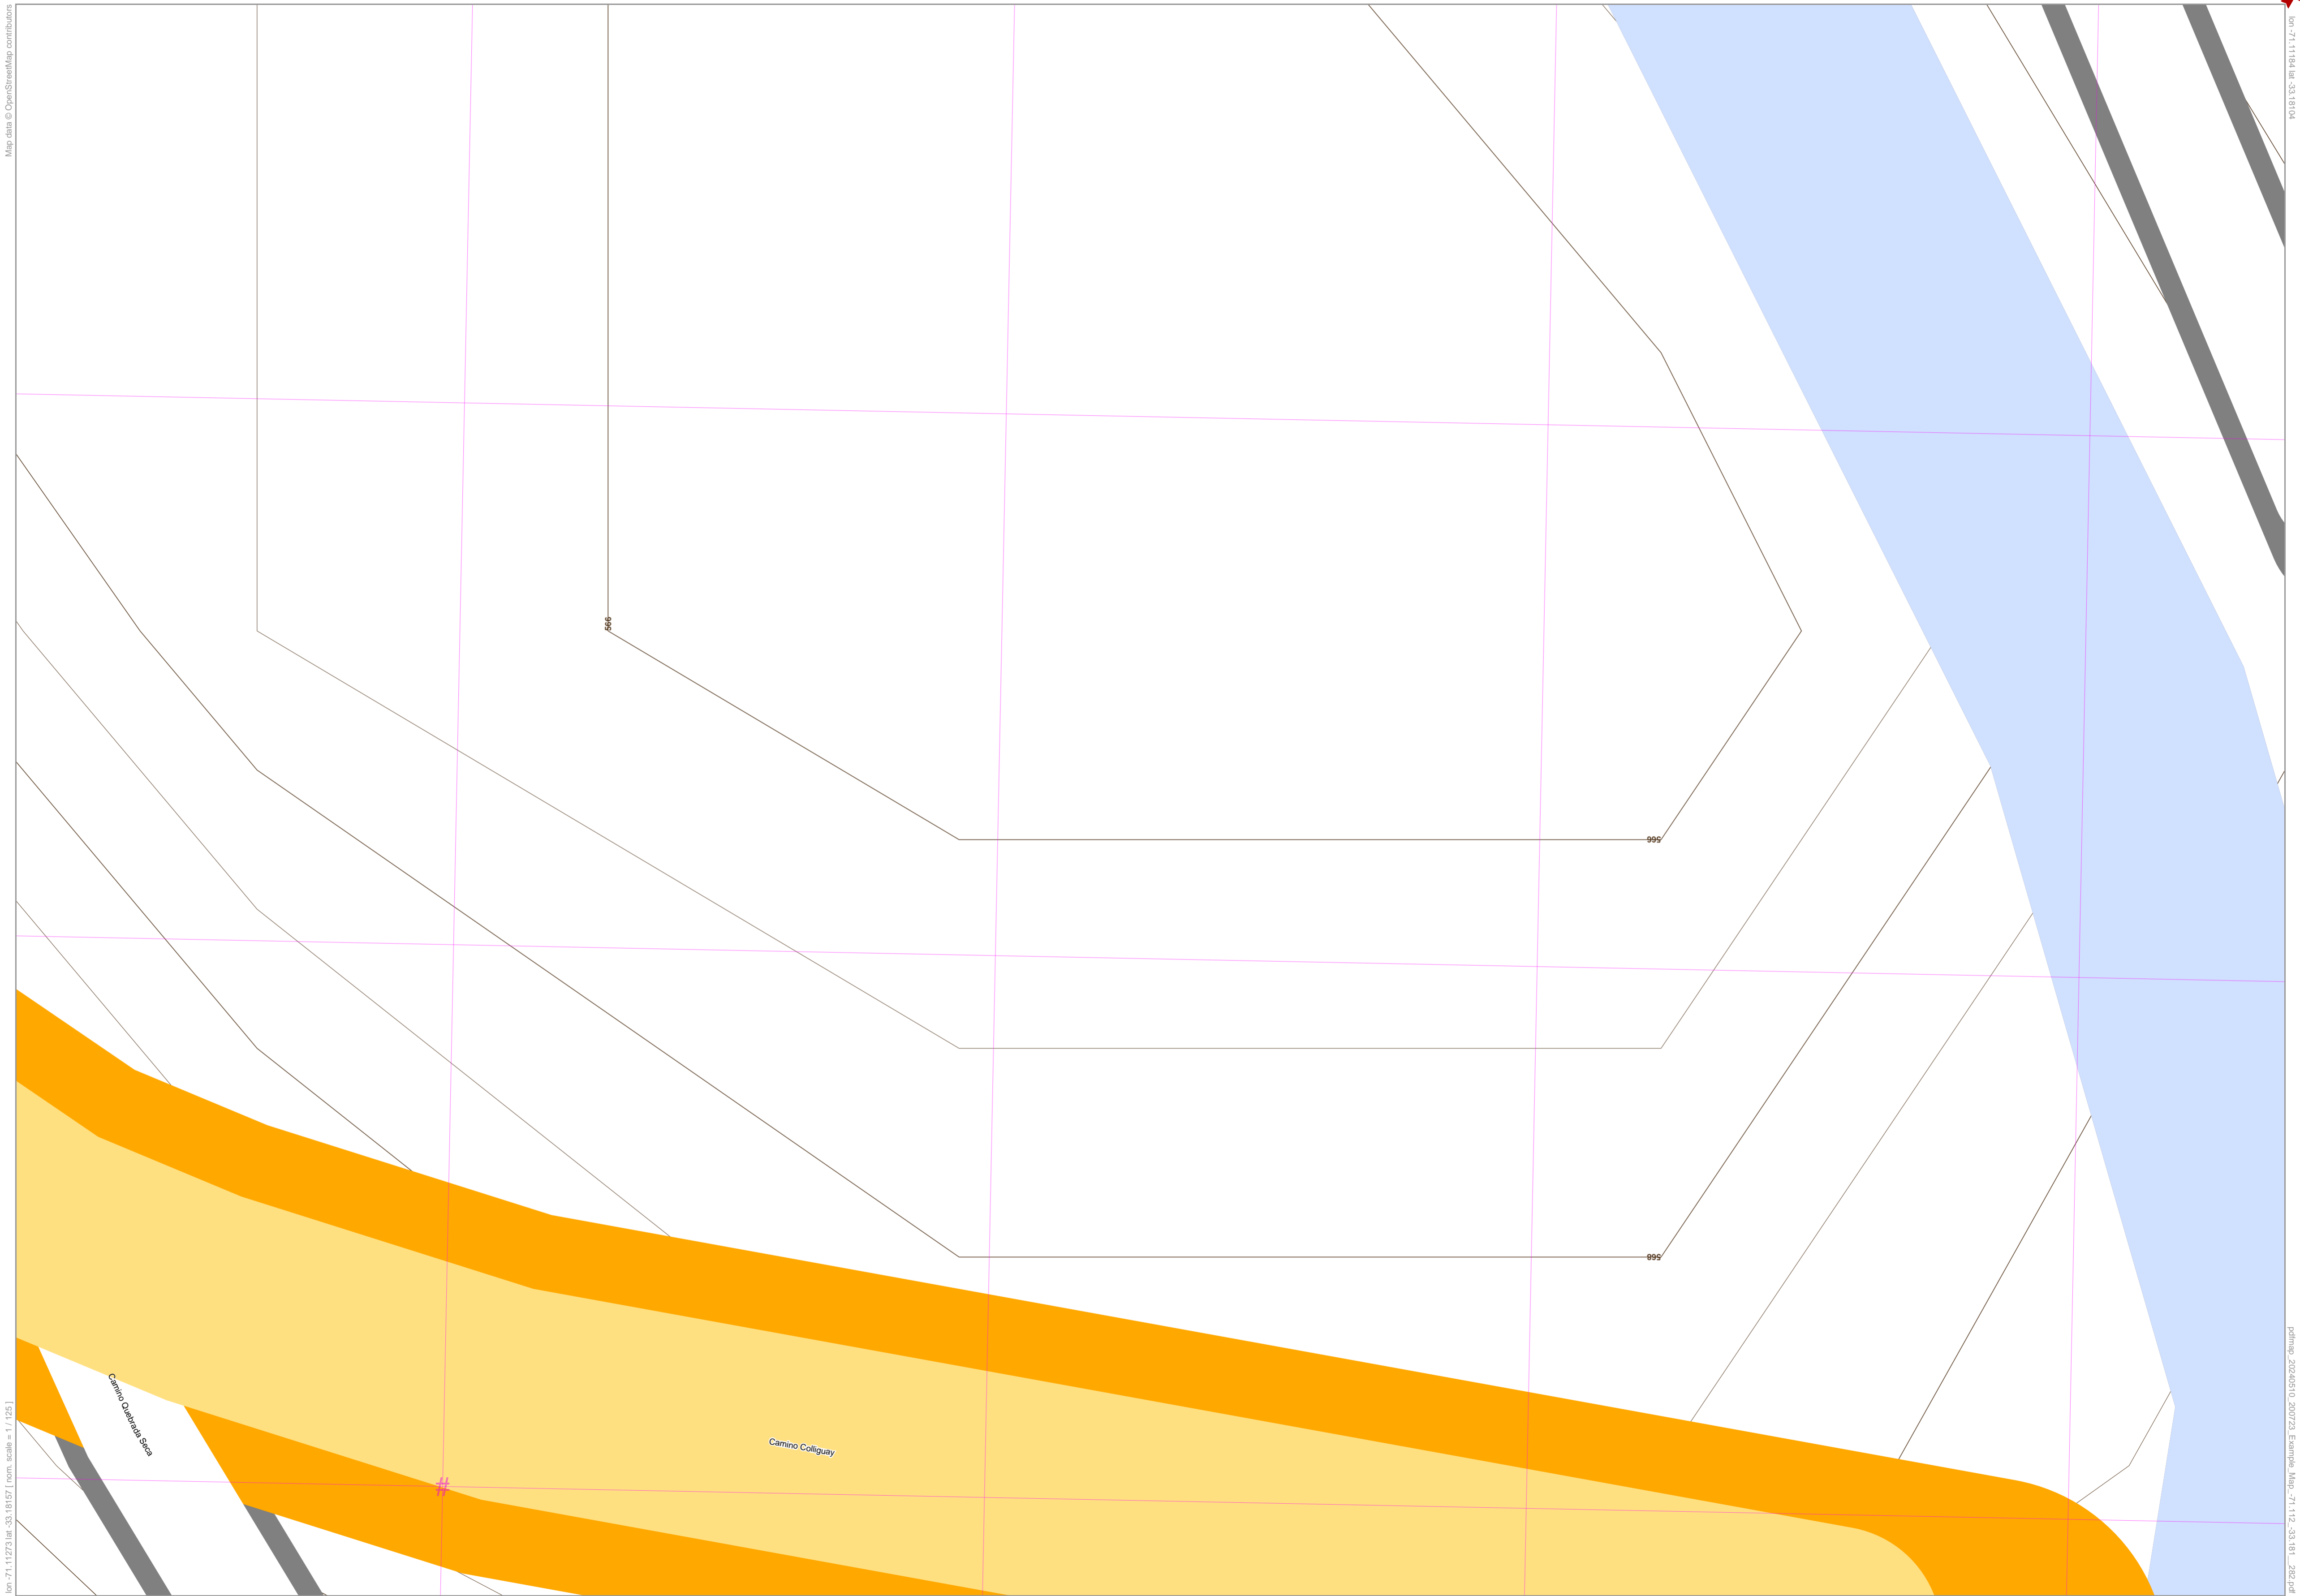 Map data © OpenStreetMap contributors
lon -71.11184 lat -33.18104
566
566
568
Camino Quebrada Seca
Camino Colliguay
#
lon -71.11273 lat -33.18157 [ nom. scale = 1 / 125 ]
pdfmap_20240510_200723_Example_Map_-71.112_-33.181__282.pdf